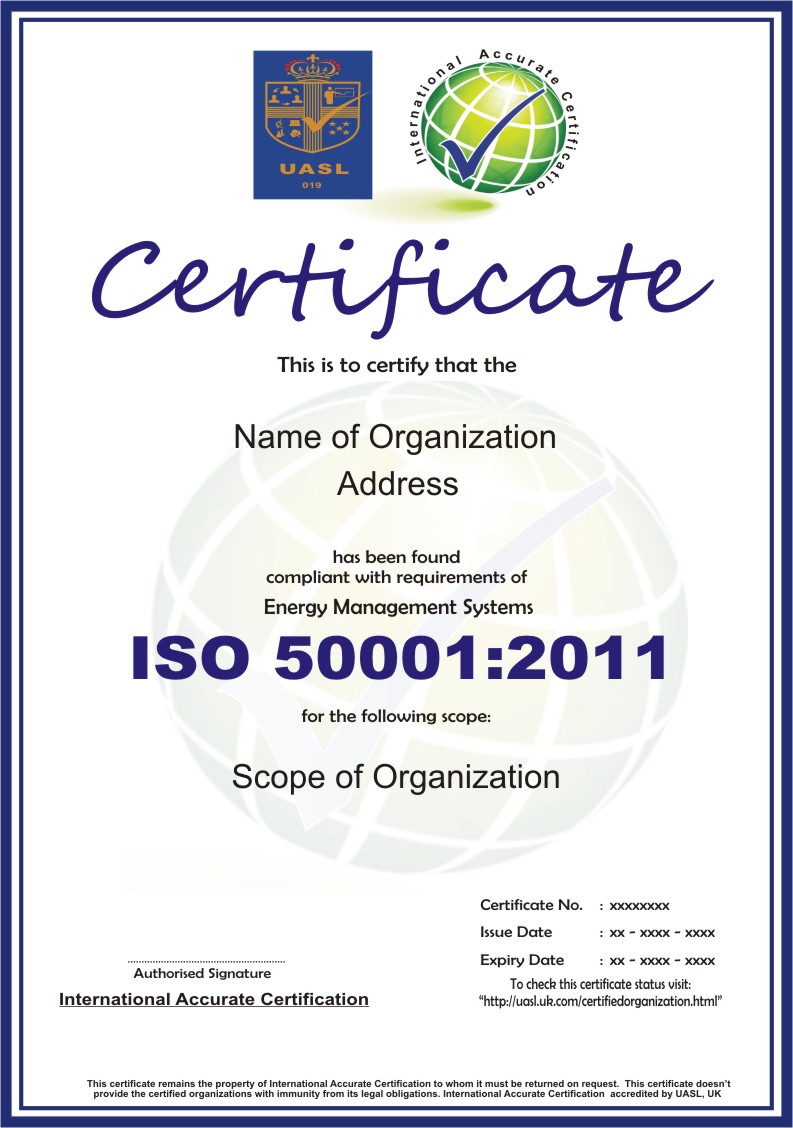 UASL
019
International Accurate Certification
Certificate
This is to certify that the
Name of Organization
Address
has been found
compliant with requirements of
Energy Management Systems
ISO 50001:2011
for the following scope:
Scope of Organization
Certificate No. : xxxxxxxx
Issue Date : xx - xxxx - xxxx
Expiry Date : xx - xxxx - xxxx
To check this certificate status visit:
“http://uasl.uk.com/certifiedorganization.html”
Authorised Signature
International Accurate Certification
This certificate remains the property of International Accurate Certification to whom it must be returned on request. This certificate doesn’t
provide the certified organizations with immunity from its legal obligations. International Accurate Certification accredited by UASL, UK